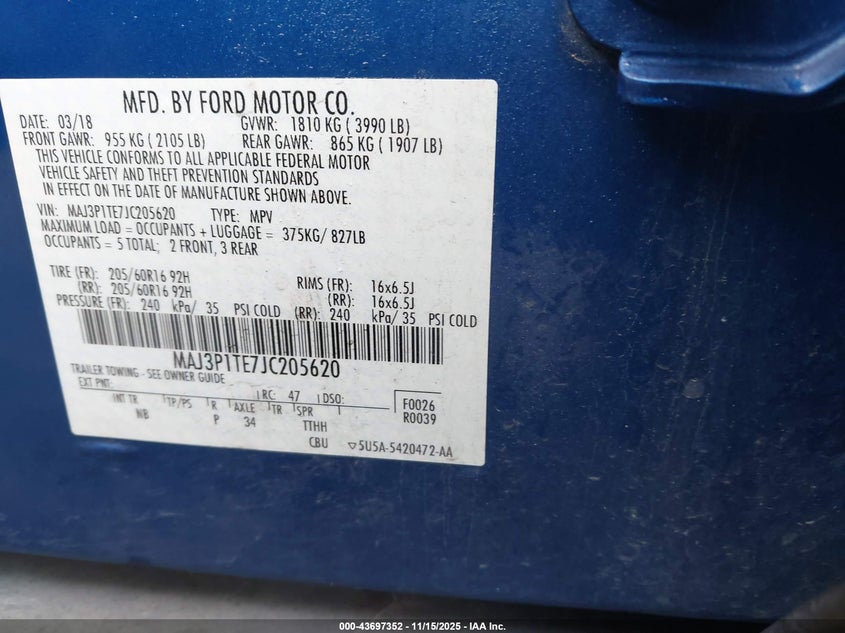 MFD. BY FORD MOTOR CO.
DATE: 03/18 GVWR: 1810 KG ( 3990 LB)
FRONT GAWR: 955 KG ( 2105 LB) REAR GAWR: 865 KG ( 1907 LB)
THIS VEHICLE CONFORMS TO ALL APPLICABLE FEDERAL MOTOR
VEHICLE SAFETY AND THEFT PREVENTION STANDARDS
IN EFFECT ON THE DATE OF MANUFACTURE SHOWN ABOVE.
VIN: MAJ3P1TE7JC205620 TYPE: MPV
MAXIMUM LOAD = OCCUPANTS + LUGGAGE = 375KG/ 827LB
OCCUPANTS = 5 TOTAL; 2 FRONT, 3 REAR
TIRE (FR): 205/60R16 92H RIMS (FR): 16x6.5J
(RR): 205/60R16 92H (RR): 16x6.5J
PRESSURE (FR): 240 kPa/ 35 PSI COLD (RR): 240 kPa/ 35 PSI COLD
MAJ3P1TE7JC205620
TRAILER TOWING - SEE OWNER GUIDE
EXT PNT: RC: 47 DSO: F0026
INT TR TP/PS R AXLE TR SPR R0039
NB P 34 TTHH
CBU ▽5U5A-5420472-AA
000-43697352 - 11/15/2025 - IAA Inc.